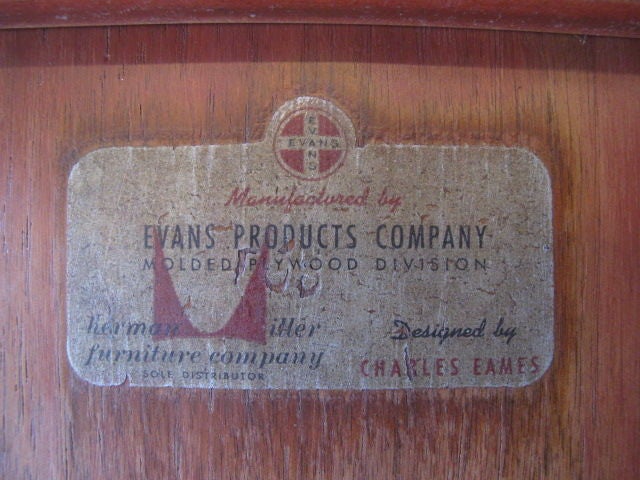 EVANS
EVANS
Manufactured by
EVANS PRODUCTS COMPANY
MOLDED PLYWOOD DIVISION
herman miller
furniture company
SOLE DISTRIBUTOR
Designed by
CHARLES EAMES